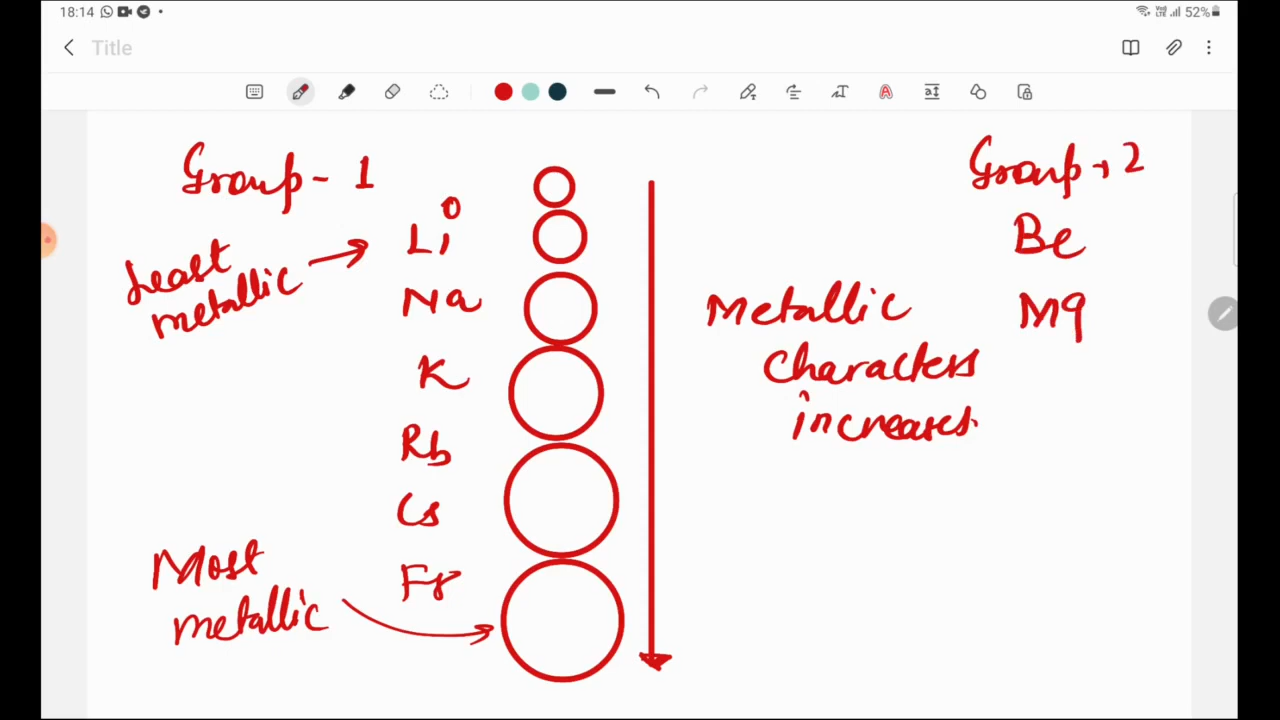 18:14
52%
Title
Group - 1
Group, 2
Li
Be
Least
metallic
Na
Metallic
Mg
characters
increases.
K
Rb
Cs
Most
metallic
Fr